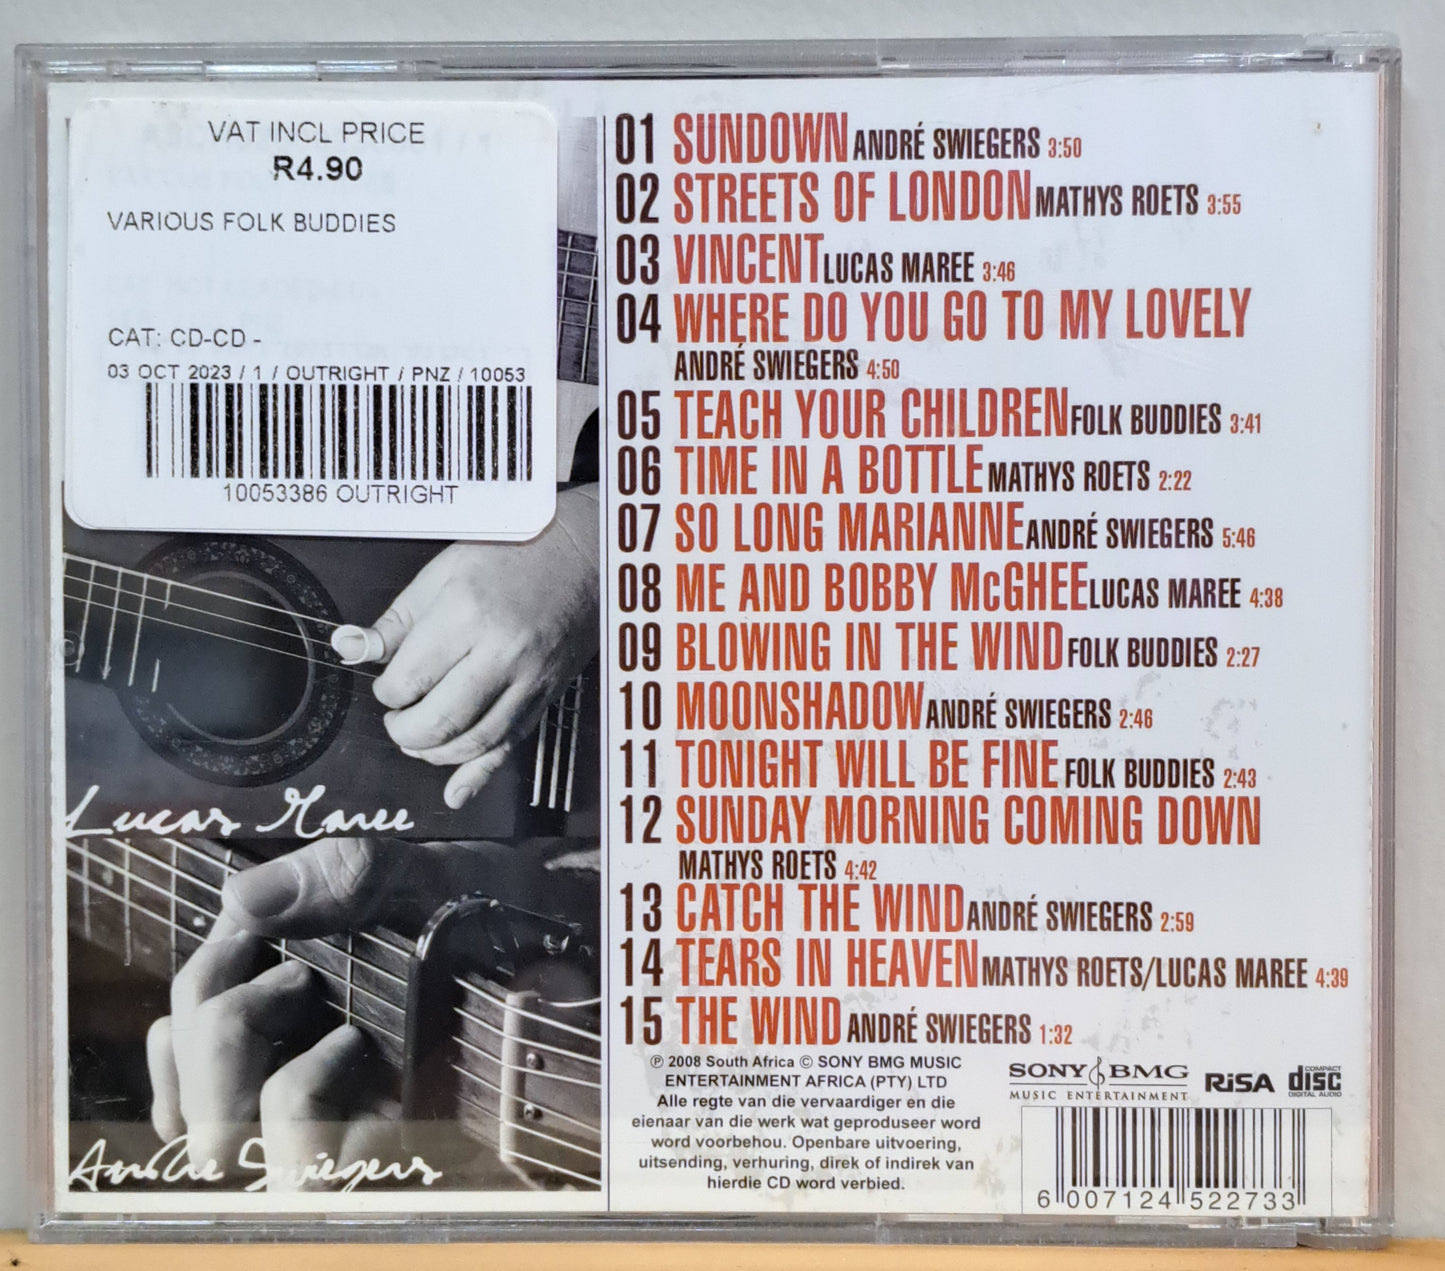 VAT INCL PRICE
R4.90
VARIOUS FOLK BUDDIES
CAT: CD-CD -
03 OCT 2023 / 1 / OUTRIGHT / PNZ / 10053
10053386 OUTRIGHT
Lucas Maree
Andre Swiegers
01 SUNDOWN ANDRÉ SWIEGERS 3:50
02 STREETS OF LONDON MATHYS ROETS 3:55
03 VINCENT LUCAS MAREE 3:46
04 WHERE DO YOU GO TO MY LOVELY
ANDRÉ SWIEGERS 4:50
05 TEACH YOUR CHILDREN FOLK BUDDIES 3:41
06 TIME IN A BOTTLE MATHYS ROETS 2:22
07 SO LONG MARIANNE ANDRÉ SWIEGERS 5:46
08 ME AND BOBBY McGHEE LUCAS MAREE 4:38
09 BLOWING IN THE WIND FOLK BUDDIES 2:27
10 MOONSHADOW ANDRÉ SWIEGERS 2:46
11 TONIGHT WILL BE FINE FOLK BUDDIES 2:43
12 SUNDAY MORNING COMING DOWN
MATHYS ROETS 4:42
13 CATCH THE WIND ANDRÉ SWIEGERS 2:59
14 TEARS IN HEAVEN MATHYS ROETS/LUCAS MAREE 4:39
15 THE WIND ANDRÉ SWIEGERS 1:32
℗ 2008 South Africa © SONY BMG MUSIC
ENTERTAINMENT AFRICA (PTY) LTD
Alle regte van die vervaardiger en die
eienaar van die werk wat geproduseer word
word voorbehou. Openbare uitvoering,
uitsending, verhuring, direk of indirek van
hierdie CD word verbied.
SONY BMG
MUSIC ENTERTAINMENT
RiSA
COMPACT
disc
DIGITAL AUDIO
6 007124 522733